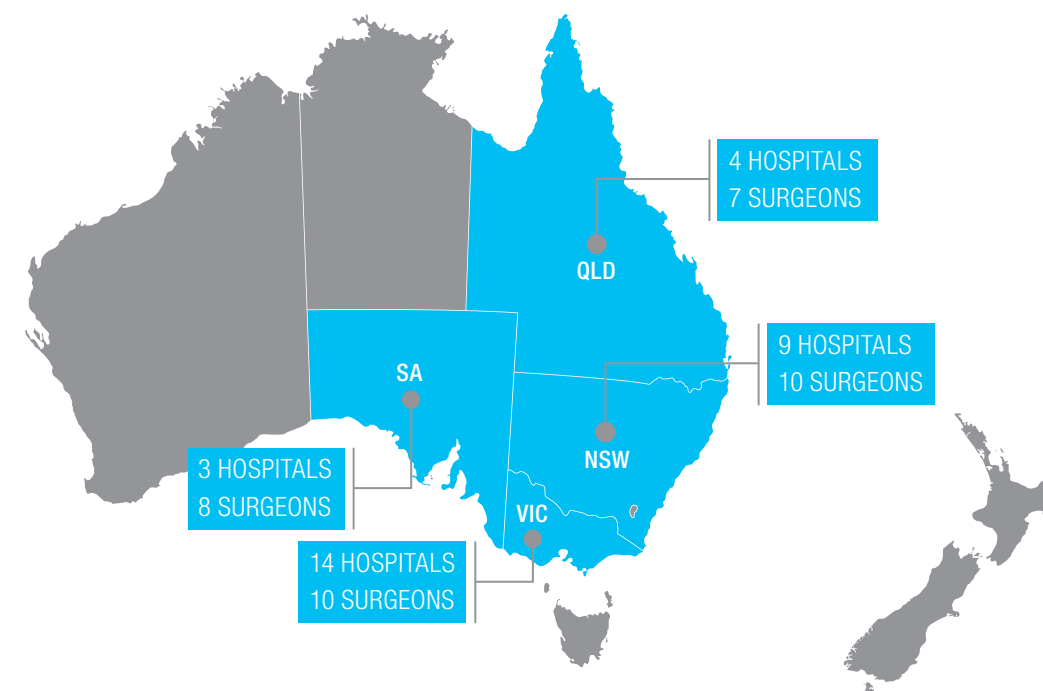 4 HOSPITALS
7 SURGEONS
QLD
9 HOSPITALS
10 SURGEONS
SA
NSW
3 HOSPITALS
8 SURGEONS
VIC
14 HOSPITALS
10 SURGEONS